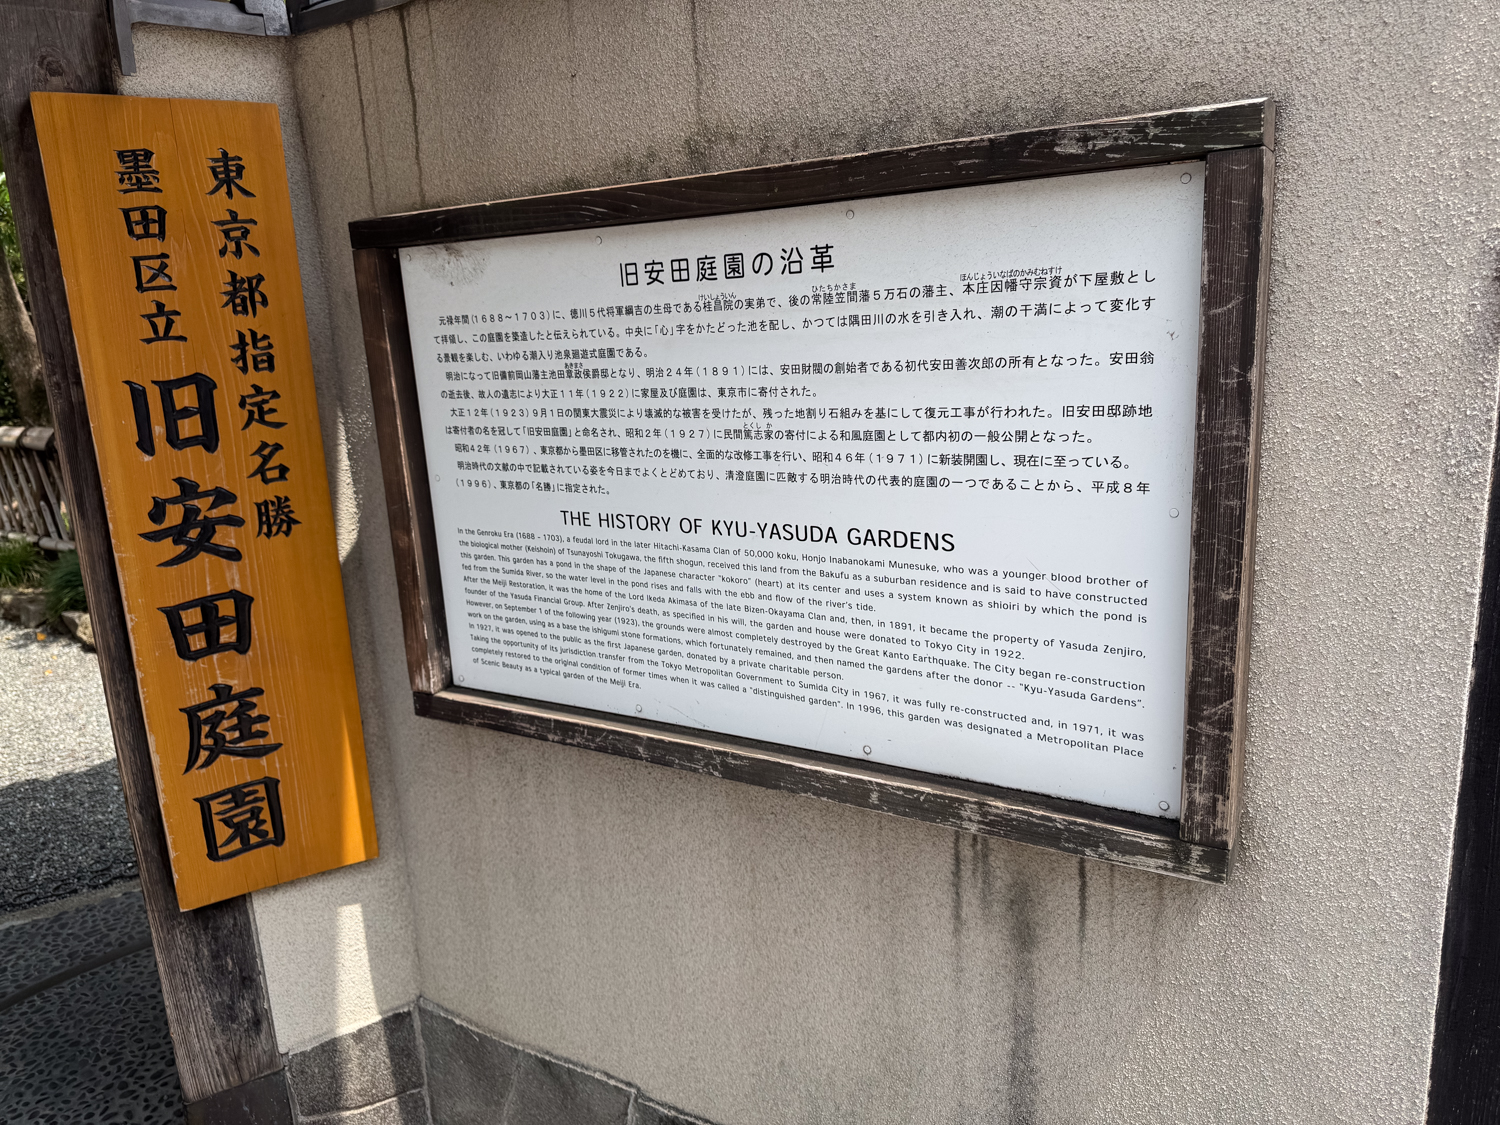 東京都指定名勝
墨田区立
旧安田庭園
旧安田庭園の沿革
元禄年間(1688〜1703)に、徳川5代将軍綱吉の生母である桂昌院の実弟で、後の常陸笠間藩5万石の藩主、本庄因幡守宗資が下屋敷とし
けいしょういん
ひたちかさま
ほんじょういなばのかみむねすけ
て拝領し、この庭園を築造したと伝えられている。中央に「心」字をかたどった池を配し、かつては隅田川の水を引き入れ、潮の干満によって変化す
る景観を楽しむ、いわゆる潮入り池泉廻遊式庭園である。
明治になって旧備前岡山藩主池田章政侯爵邸となり、明治24年(1891)には、安田財閥の創始者である初代安田善次郎の所有となった。安田翁
あきまさ
の逝去後、故人の遺志により大正11年(1922)に家屋及び庭園は、東京市に寄付された。
大正12年(1923)9月1日の関東大震災により壊滅的な被害を受けたが、残った地割り石組みを基にして復元工事が行われた。旧安田邸跡地
は寄付者の名を冠して「旧安田庭園」と命名され、昭和2年(1927)に民間篤志家の寄付による和風庭園として都内初の一般公開となった。
とくしか
昭和42年(1967)、東京都から墨田区に移管されたのを機に、全面的な改修工事を行い、昭和46年(1971)に新装開園し、現在に至っている。
明治時代の文献の中で記載されている姿を今日までよくとどめており、清澄庭園に匹敵する明治時代の代表的庭園の一つであることから、平成8年
(1996)、東京都の「名勝」に指定された。
THE HISTORY OF KYU-YASUDA GARDENS
In the Genroku Era (1688 - 1703), a feudal lord in the later Hitachi-Kasama Clan of 50,000 koku, Honjo Inabanokami Munesuke, who was a younger blood brother of
the biological mother (Keishoin) of Tsunayoshi Tokugawa, the fifth shogun, received this land from the Bakufu as a suburban residence and is said to have constructed
this garden. This garden has a pond in the shape of the Japanese character "kokoro" (heart) at its center and uses a system known as shioiri by which the pond is
fed from the Sumida River, so the water level in the pond rises and falls with the ebb and flow of the river's tide.
After the Meiji Restoration, it was the home of the Lord Ikeda Akimasa of the late Bizen-Okayama Clan and, then, in 1891, it became the property of Yasuda Zenjiro,
founder of the Yasuda Financial Group. After Zenjiro's death, as specified in his will, the garden and house were donated to Tokyo City in 1922.
However, on September 1 of the following year (1923), the grounds were almost completely destroyed by the Great Kanto Earthquake. The City began re-construction
work on the garden, using as a base the ishigumi stone formations, which fortunately remained, and then named the gardens after the donor -- "Kyu-Yasuda Gardens".
In 1927, it was opened to the public as the first Japanese garden, donated by a private charitable person.
Taking the opportunity of its jurisdiction transfer from the Tokyo Metropolitan Government to Sumida City in 1967, it was fully re-constructed and, in 1971, it was
completely restored to the original condition of former times when it was called a "distinguished garden". In 1996, this garden was designated a Metropolitan Place
of Scenic Beauty as a typical garden of the Meiji Era.